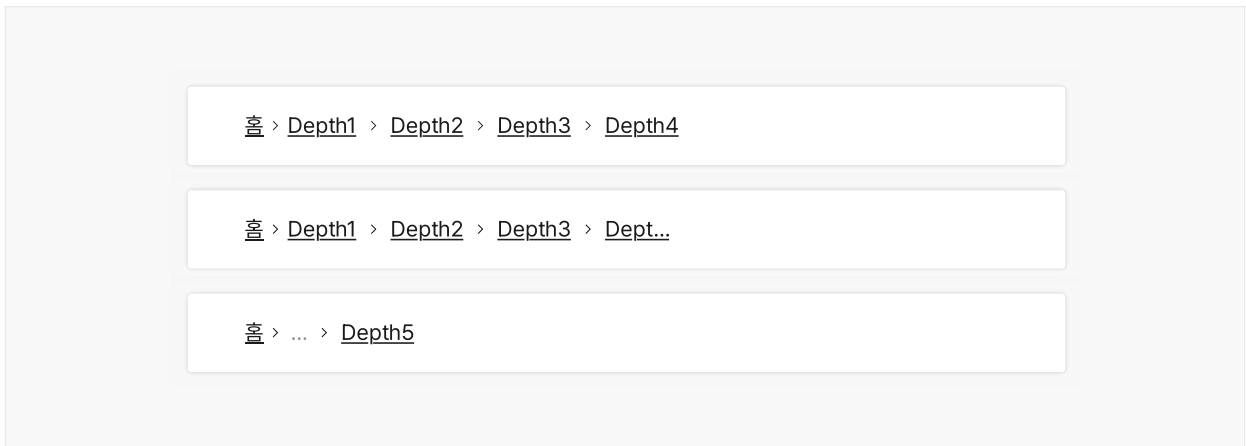 홈 > Depth1 > Depth2 > Depth3 > Depth4
홈 > Depth1 > Depth2 > Depth3 > Dept...
홈 > ... > Depth5